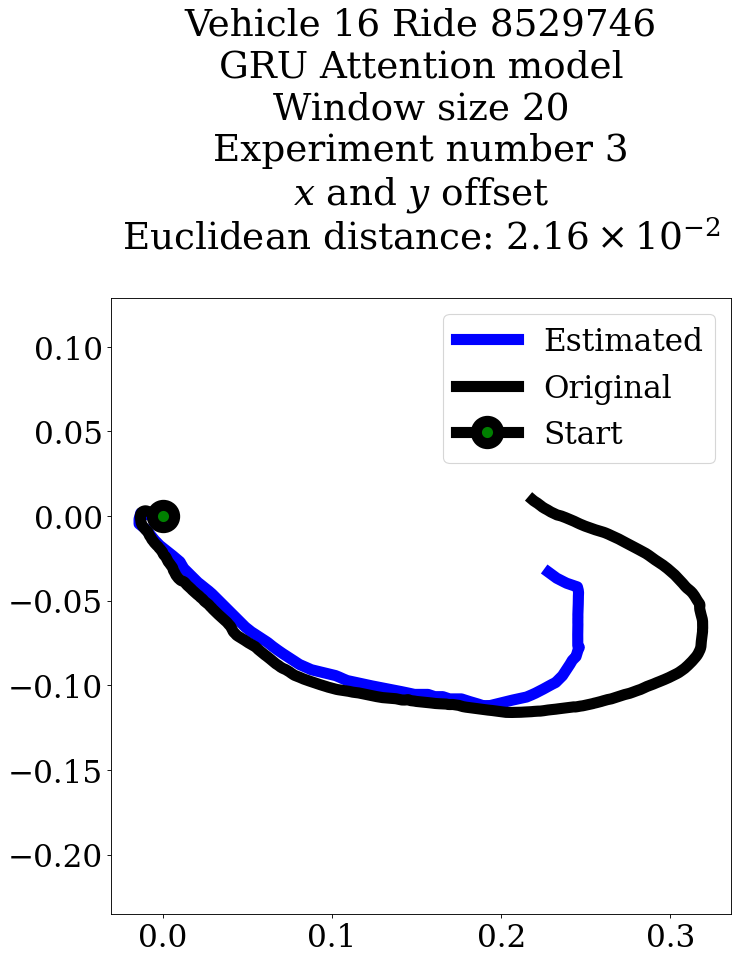 Vehicle 16 Ride 8529746
GRU Attention model
Window size 20
Experiment number 3
x and y offset
Euclidean distance: 2.16 × 10⁻²
Estimated
Original
Start
0.10
0.05
0.00
−0.05
−0.10
−0.15
−0.20
0.0 0.1 0.2 0.3